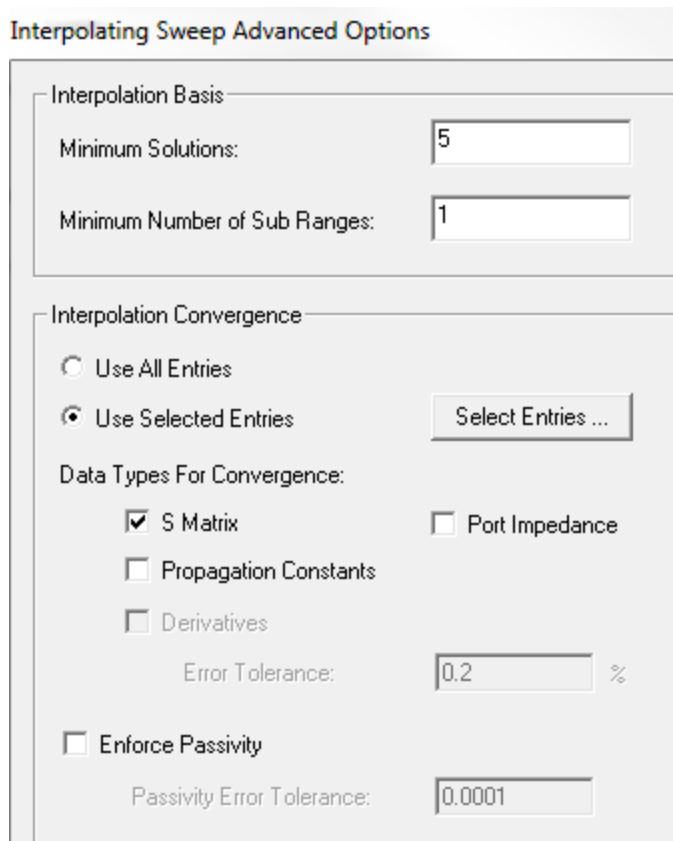 Interpolating Sweep Advanced Options
Interpolation Basis
Minimum Solutions: 5
Minimum Number of Sub Ranges: 1
Interpolation Convergence
Use All Entries
Use Selected Entries Select Entries ...
Data Types For Convergence:
S Matrix Port Impedance
Propagation Constants
Derivatives
Error Tolerance: 0.2 %
Enforce Passivity
Passivity Error Tolerance: 0.0001